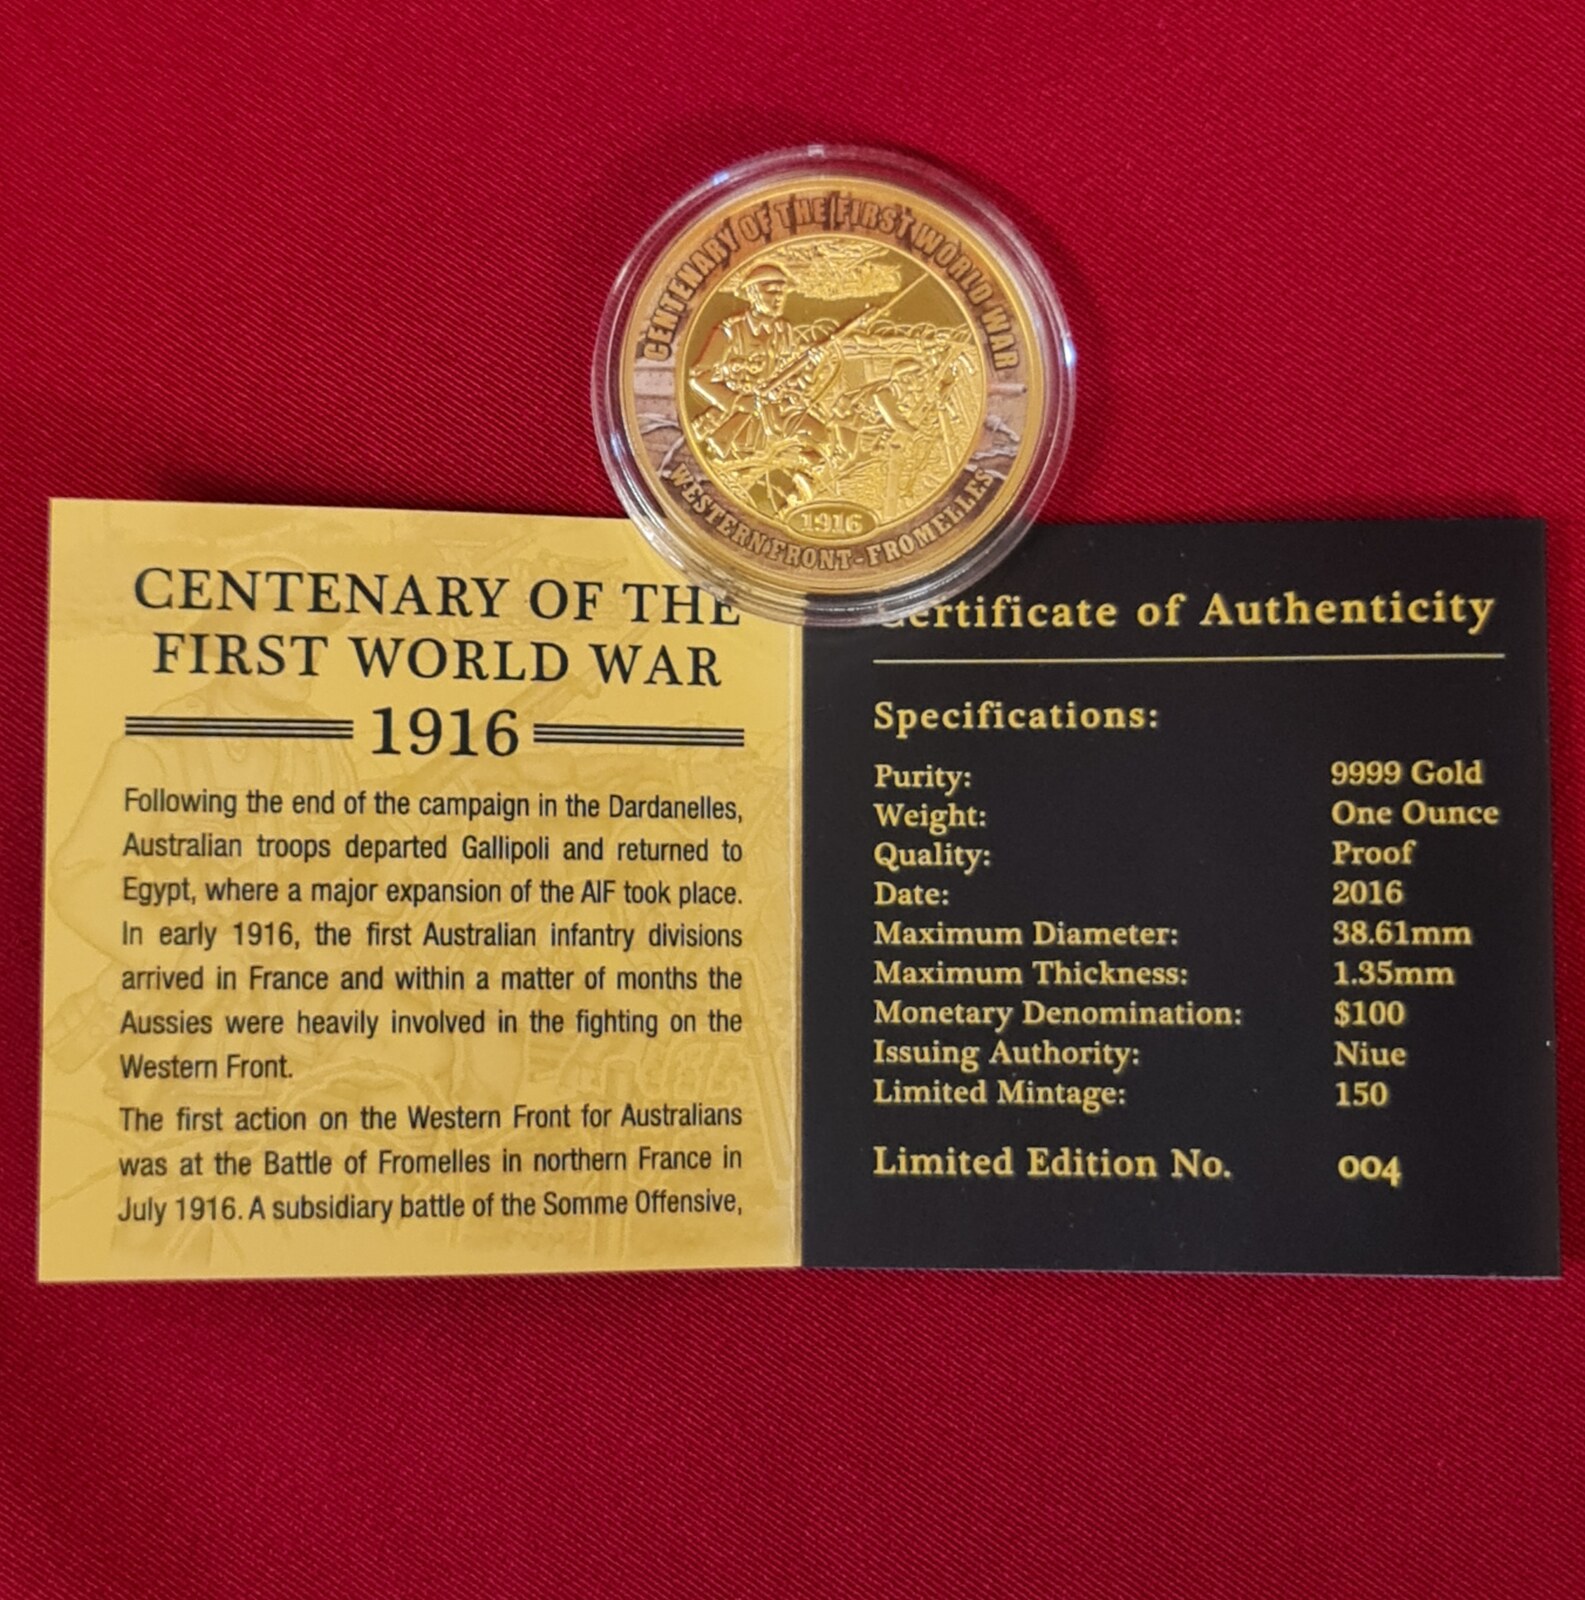 CENTENARY OF THE FIRST WORLD WAR
1916
WESTERN FRONT - FROMELLES
CENTENARY OF THE
FIRST WORLD WAR
1916
Following the end of the campaign in the Dardanelles,
Australian troops departed Gallipoli and returned to
Egypt, where a major expansion of the AIF took place.
In early 1916, the first Australian infantry divisions
arrived in France and within a matter of months the
Aussies were heavily involved in the fighting on the
Western Front.
The first action on the Western Front for Australians
was at the Battle of Fromelles in northern France in
July 1916. A subsidiary battle of the Somme Offensive,
Certificate of Authenticity
Specifications:
Purity: 9999 Gold
Weight: One Ounce
Quality: Proof
Date: 2016
Maximum Diameter: 38.61mm
Maximum Thickness: 1.35mm
Monetary Denomination: $100
Issuing Authority: Niue
Limited Mintage: 150
Limited Edition No. 004